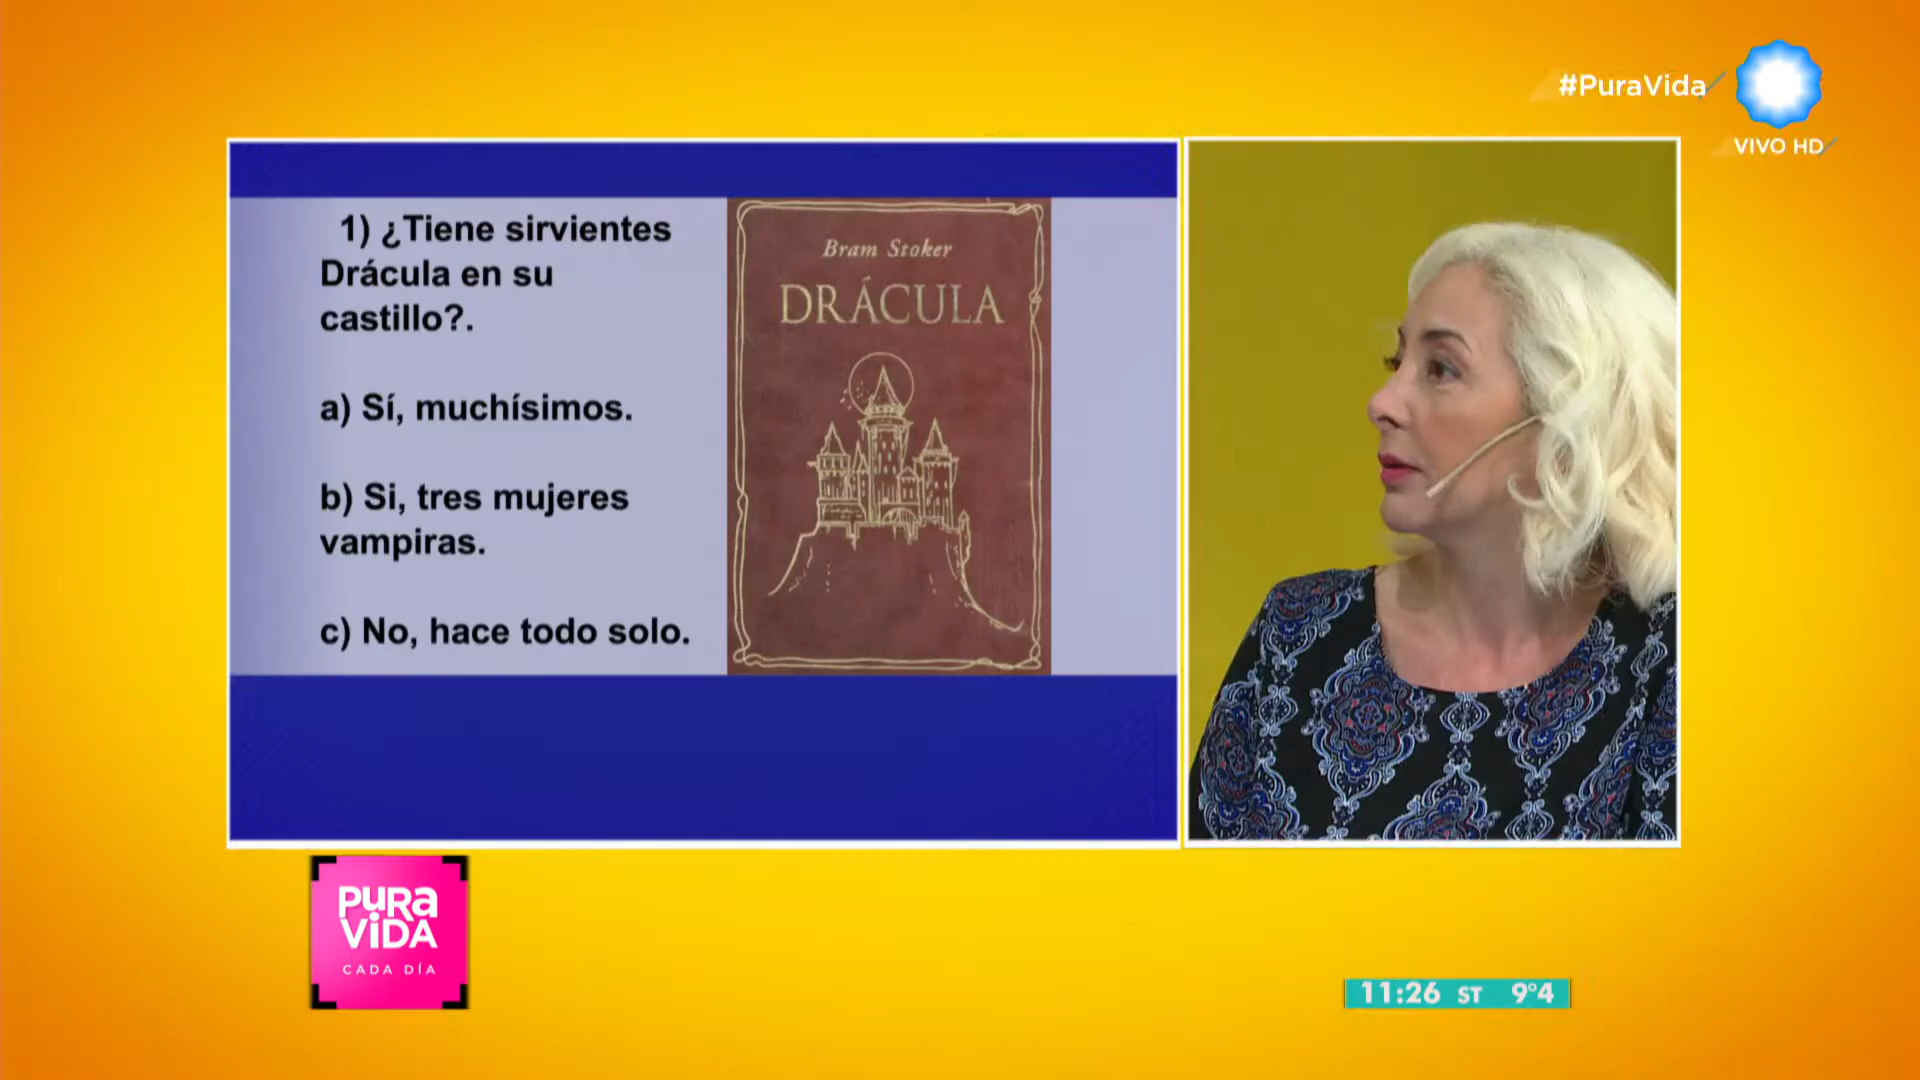 #PuraVida
VIVO HD
1) ¿Tiene sirvientes
Drácula en su
castillo?.
a) Sí, muchísimos.
b) Si, tres mujeres
vampiras.
c) No, hace todo solo.
Bram Stoker
DRÁCULA
PURa
ViDA
CADA DÍA
11:26 ST 9°4